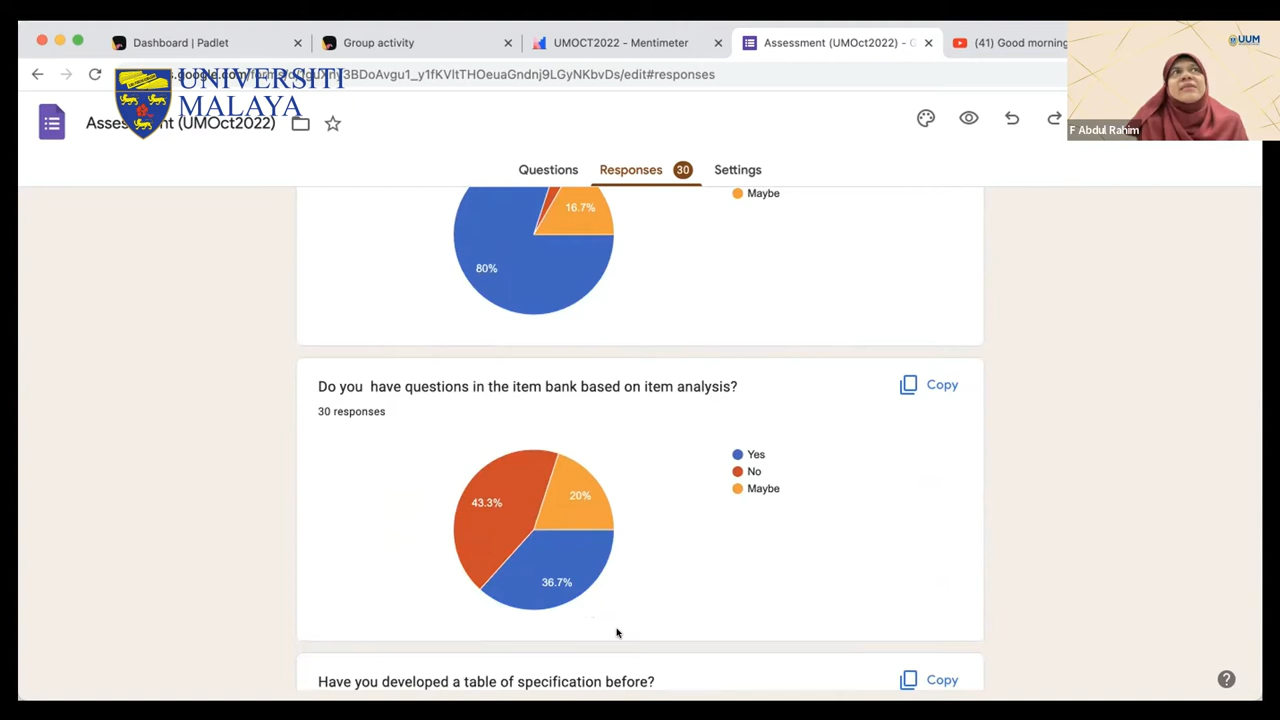 Dashboard | Padlet
Group activity
UMOCT2022 - Mentimeter
Assessment (UMOct2022) - G
(41) Good morning
UUM
UNIVERSITI
MALAYA
/edit#responses
(UMOct2022)
F Abdul Rahim
Questions
Responses
30
Settings
16.7%
80%
Maybe
Do you have questions in the item bank based on item analysis?
Copy
30 responses
43.3%
20%
36.7%
Yes
No
Maybe
Have you developed a table of specification before?
Copy